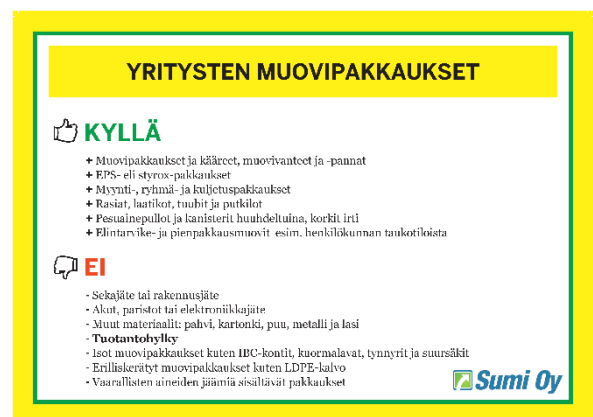 YRITYSTEN MUOVIPAKKAUKSET
KYLLÄ
+ Muovipakkaukset ja kääreet, muovivanteet ja -pannat
+ EPS- eli styrox-pakkaukset
+ Myynti-, ryhmä- ja kuljetuspakkaukset
+ Rasiat, laatikot, tuubit ja putkilot
+ Pesuainepullot ja kanisterit huuhdeltuina, korkit irti
+ Elintarvike- ja pienpakkausmuovit esim. henkilökunnan taukotiloista
EI
- Sekajäte tai rakennusjäte
- Akut, paristot tai elektroniikkajäte
- Muut materiaalit: pahvi, kartonki, puu, metalli ja lasi
- Tuotantohylky
- Isot muovipakkaukset kuten IBC-kontit, kuormalavat, tynnyrit ja suursäkit
- Erilliskerätyt muovipakkaukset kuten LDPE-kalvo
- Vaarallisten aineiden jäämiä sisältävät pakkaukset
Sumi Oy